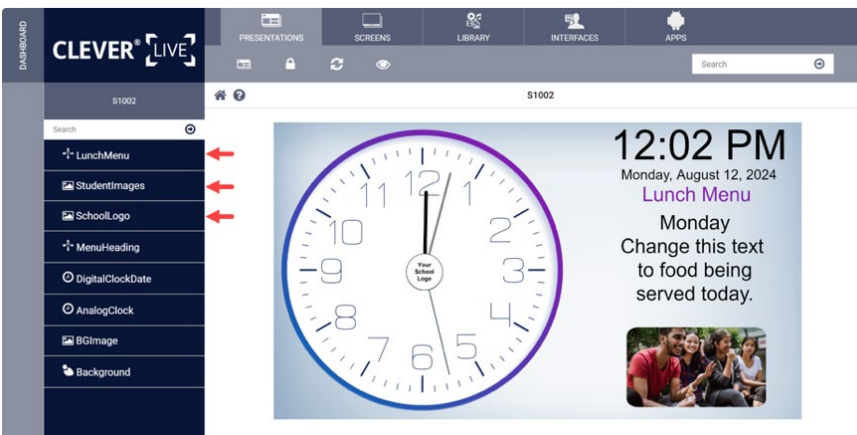 DASHBOARD
CLEVER® [LIVE]
PRESENTATIONS
SCREENS
LIBRARY
INTERFACES
APPS
Search
S1002
S1002
Search
LunchMenu
StudentImages
SchoolLogo
MenuHeading
DigitalClockDate
AnalogClock
BGImage
Background
12
1
2
3
4
5
6
7
8
9
10
11
Your
School
Logo
12:02 PM
Monday, August 12, 2024
Lunch Menu
Monday
Change this text
to food being
served today.